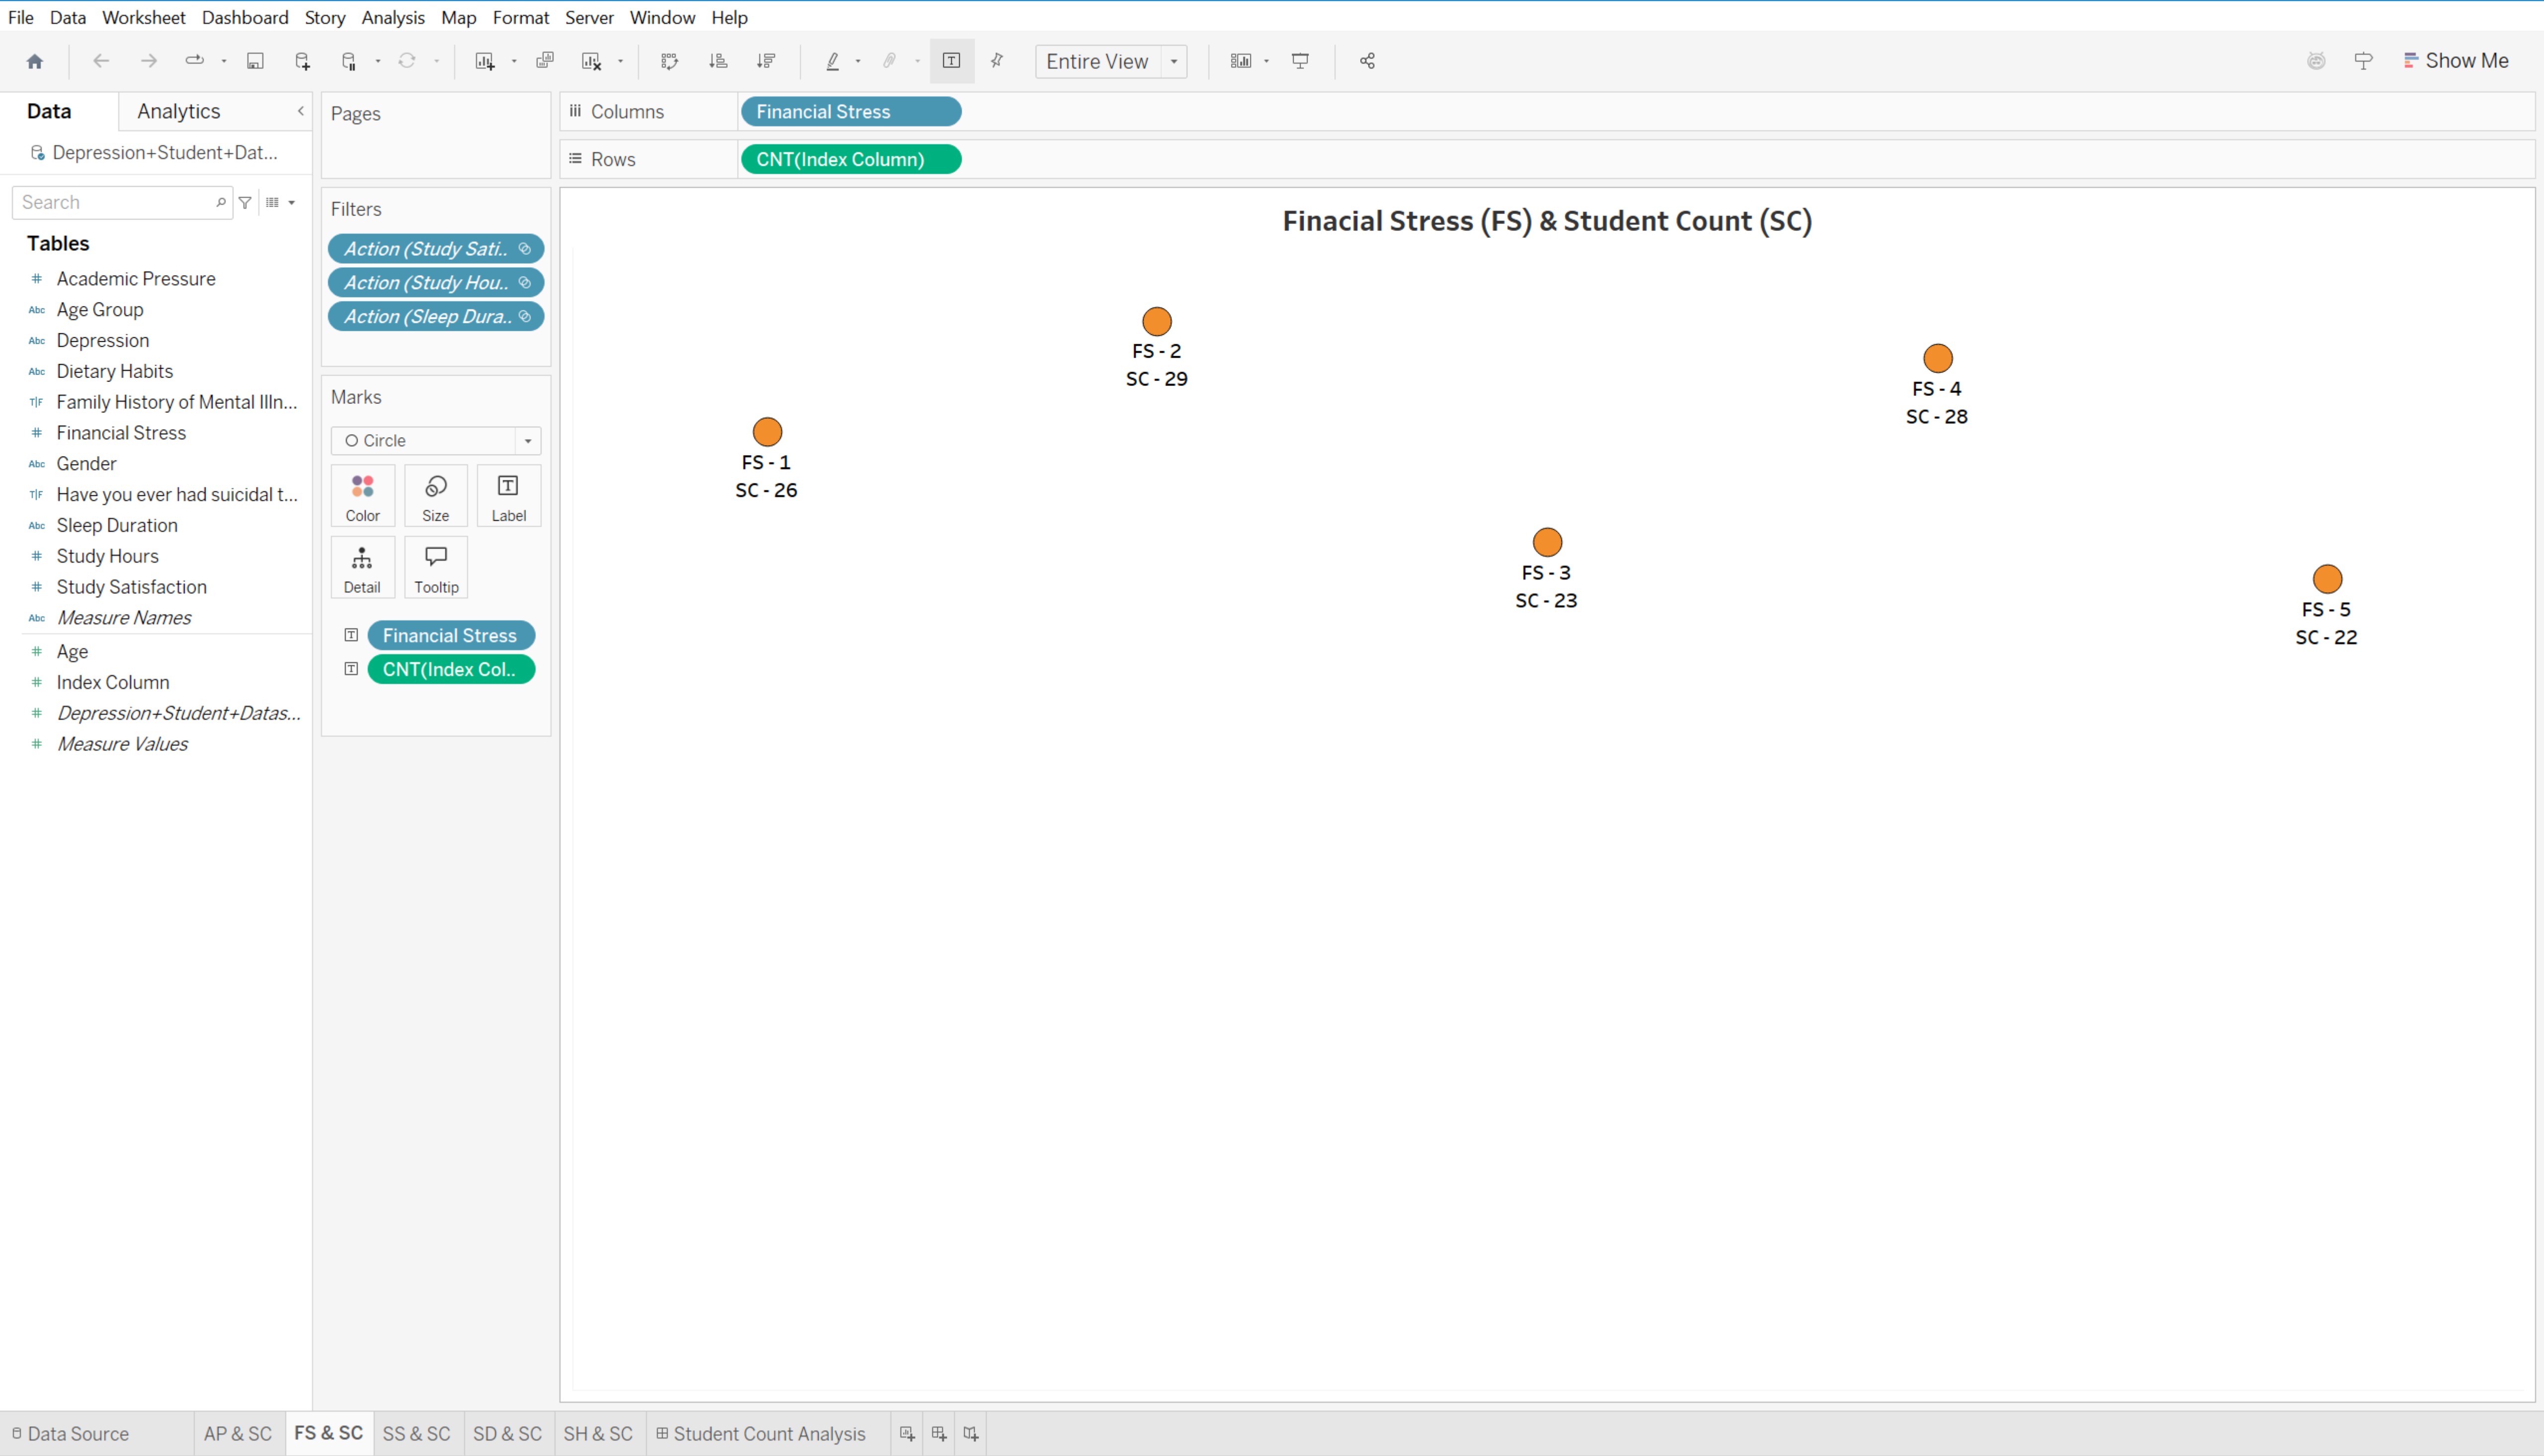 File Data Worksheet Dashboard Story Analysis Map Format Server Window Help
Entire View
Show Me
Data Analytics
Depression+Student+Dat...
Search
Tables
Academic Pressure
Abc Age Group
Abc Depression
Abc Dietary Habits
T|F Family History of Mental Illn...
Financial Stress
Abc Gender
T|F Have you ever had suicidal t...
Abc Sleep Duration
Study Hours
Study Satisfaction
Abc Measure Names
Age
Index Column
Depression+Student+Datas...
Measure Values
Pages
Filters
Action (Study Sati..
Action (Study Hou..
Action (Sleep Dura..
Marks
Circle
Color Size Label
Detail Tooltip
Financial Stress
CNT(Index Col..
Columns Financial Stress
Rows CNT(Index Column)
Finacial Stress (FS) & Student Count (SC)
FS - 1
SC - 26
FS - 2
SC - 29
FS - 3
SC - 23
FS - 4
SC - 28
FS - 5
SC - 22
Data Source AP & SC FS & SC SS & SC SD & SC SH & SC Student Count Analysis